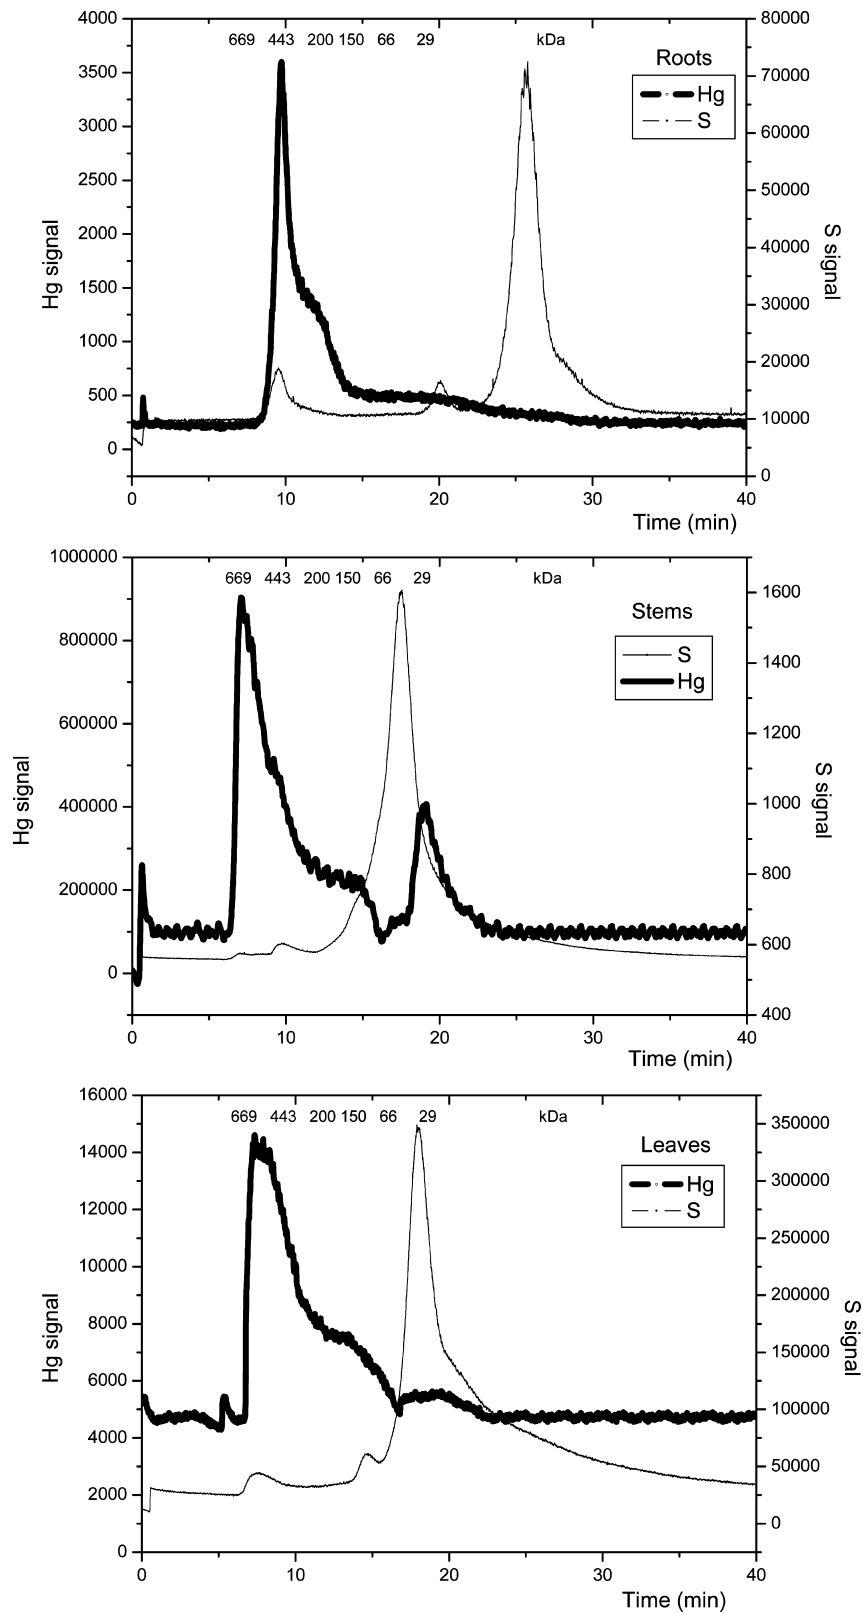 4000
3500
3000
2500
2000
1500
1000
500
0
Hg signal
669 443 200 150 66 29 kDa
Roots
Hg
S
80000
70000
60000
50000
40000
30000
20000
10000
0
S signal
0 10 20 30 40
Time (min)
1000000
800000
600000
400000
200000
0
Hg signal
669 443 200 150 66 29 kDa
Stems
S
Hg
1600
1400
1200
1000
800
600
400
S signal
0 10 20 30 40
Time (min)
16000
14000
12000
10000
8000
6000
4000
2000
0
Hg signal
669 443 200 150 66 29 kDa
Leaves
Hg
S
350000
300000
250000
200000
150000
100000
50000
0
S signal
0 10 20 30 40
Time (min)